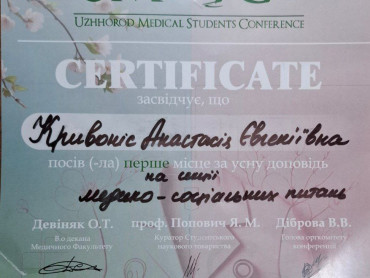 UZHHOROD MEDICAL STUDENTS CONFERENCE
CERTIFICATE
засвідчує, що
Кривоніс Анастасія Євгеніївна
посів (-ла) перше місце за усну доповідь
на секції
медико-соціальних питань
Девіняк О.Т. проф. Попович Я. М. Діброва В.В.
В.о декана Куратор Студентського Голова оргкомітету
Медичного Факультету наукового товариства конференції